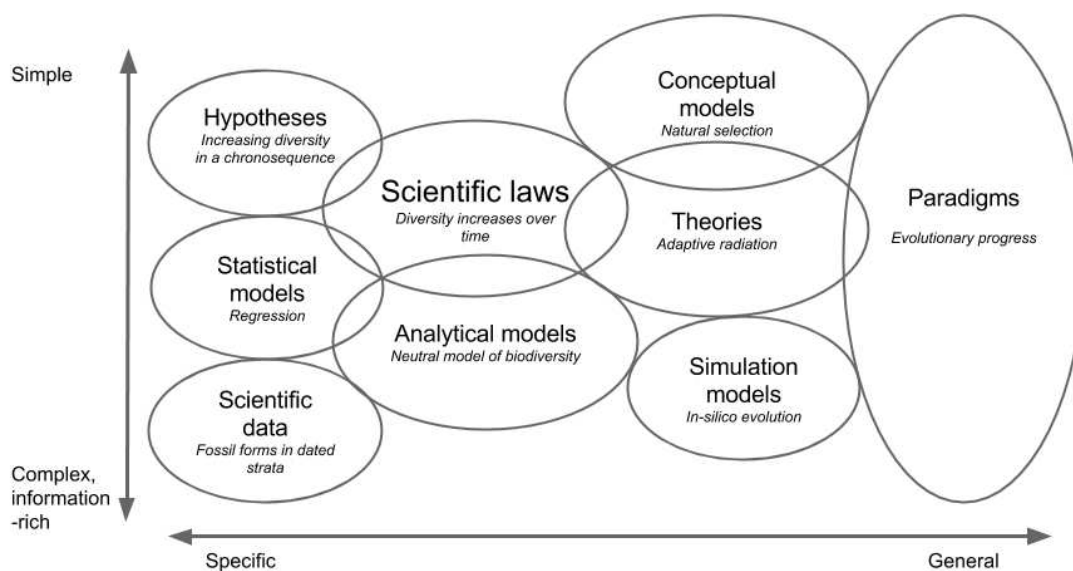 Simple
Hypotheses
Increasing diversity
in a chronosequence
Scientific laws
Diversity increases over
time
Conceptual
models
Natural selection
Theories
Adaptive radiation
Paradigms
Evolutionary progress
Statistical
models
Regression
Analytical models
Neutral model of biodiversity
Simulation
models
In-silico evolution
Scientific
data
Fossil forms in dated
strata
Complex,
information
-rich
Specific
General